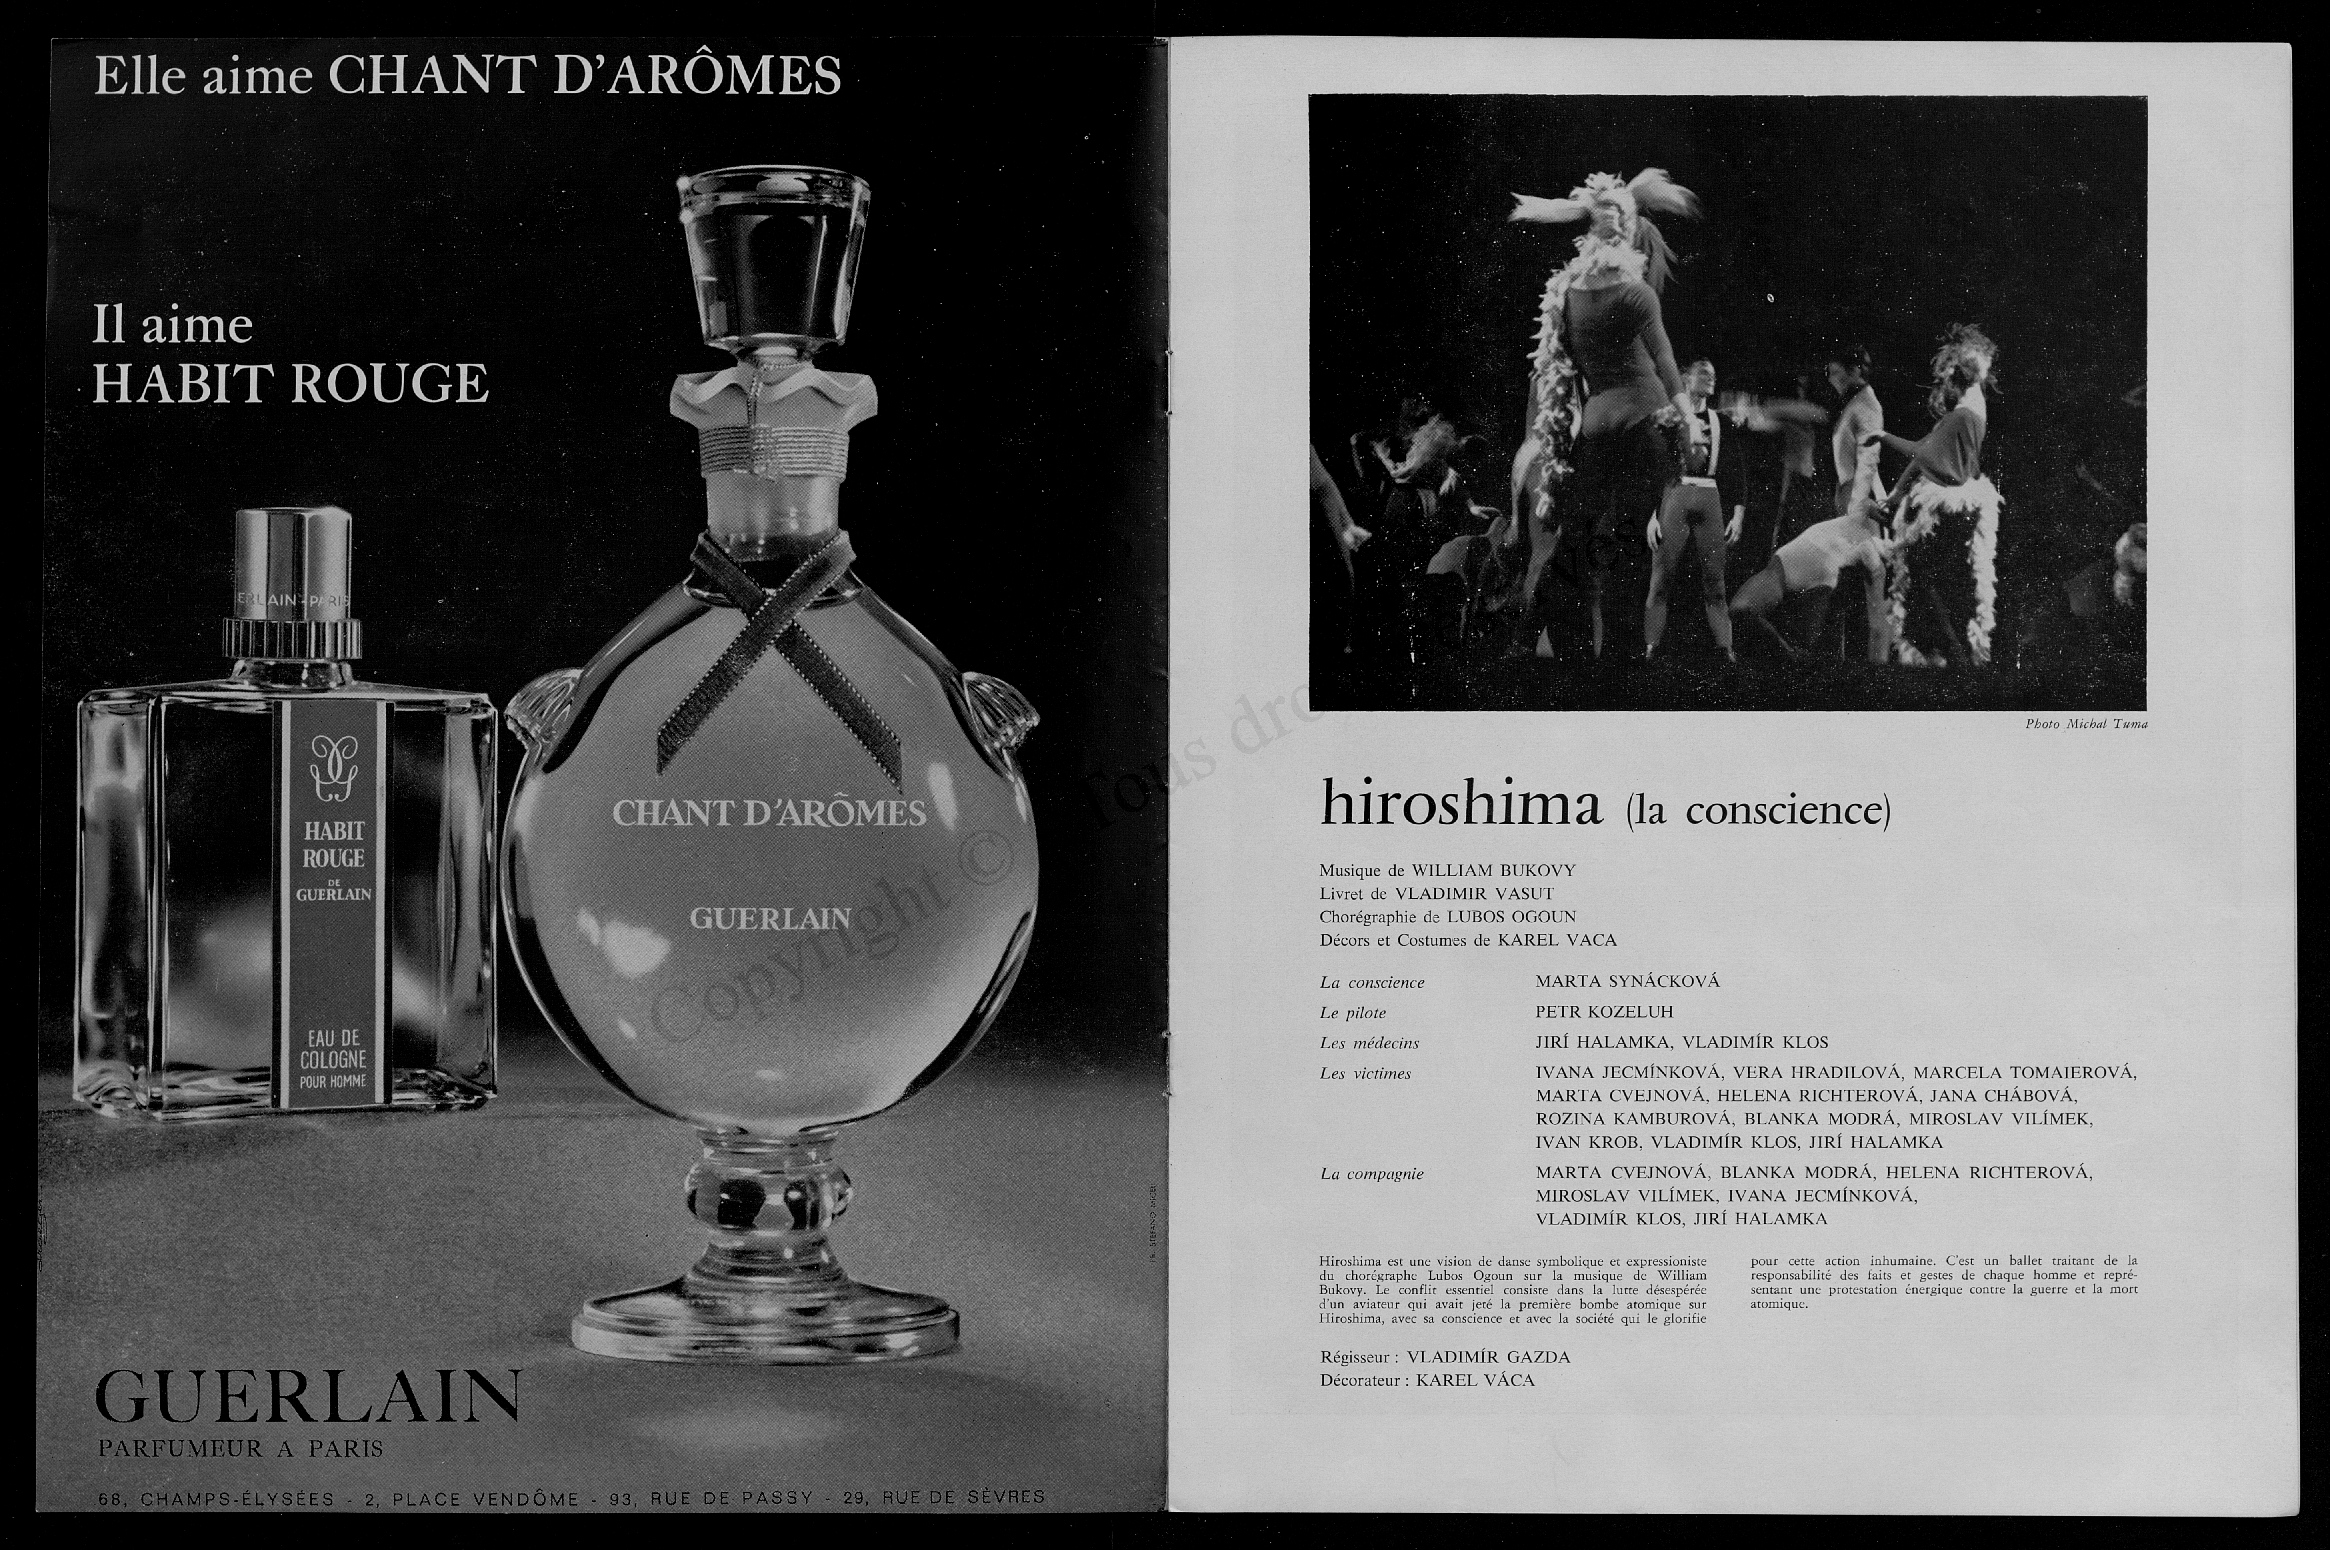 Elle aime CHANT D'ARÔMES
Il aime
HABIT ROUGE
ERLAIN-PARIS
HABIT
ROUGE
DE
GUERLAIN
EAU DE
COLOGNE
POUR HOMME
CHANT D'ARÔMES
GUERLAIN
GUERLAIN
PARFUMEUR A PARIS
68, CHAMPS-ÉLYSÉES - 2, PLACE VENDÔME - 93, RUE DE PASSY - 29, RUE DE SÈVRES
Copyright © Tous dro
vés
Photo Michal Tuma
hiroshima (la conscience)
Musique de WILLIAM BUKOVY
Livret de VLADIMIR VASUT
Chorégraphie de LUBOS OGOUN
Décors et Costumes de KAREL VACA
La conscience MARTA SYNÁCKOVÁ
Le pilote PETR KOZELUH
Les médecins JIRÍ HALAMKA, VLADIMÍR KLOS
Les victimes IVANA JECMÍNKOVÁ, VERA HRADILOVÁ, MARCELA TOMAIEROVÁ,
MARTA CVEJNOVÁ, HELENA RICHTEROVÁ, JANA CHÁBOVÁ,
ROZINA KAMBUROVÁ, BLANKA MODRÁ, MIROSLAV VILÍMEK,
IVAN KROB, VLADIMÍR KLOS, JIRÍ HALAMKA
La compagnie MARTA CVEJNOVÁ, BLANKA MODRÁ, HELENA RICHTEROVÁ,
MIROSLAV VILÍMEK, IVANA JECMÍNKOVÁ,
VLADIMÍR KLOS, JIRÍ HALAMKA
Hiroshima est une vision de danse symbolique et expressioniste
du chorégraphe Lubos Ogoun sur la musique de William
Bukovy. Le conflit essentiel consiste dans la lutte désespérée
d'un aviateur qui avait jeté la première bombe atomique sur
Hiroshima, avec sa conscience et avec la société qui le glorifie
pour cette action inhumaine. C'est un ballet traitant de la
responsabilité des faits et gestes de chaque homme et repré-
sentant une protestation énergique contre la guerre et la mort
atomique.
Régisseur : VLADIMÍR GAZDA
Décorateur : KAREL VÁCA